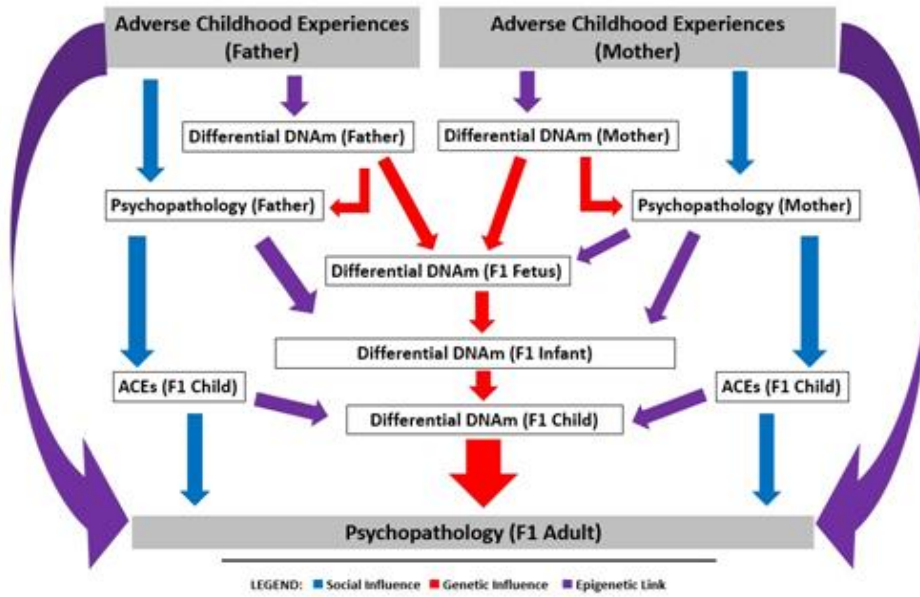 Adverse Childhood Experiences
(Father)
Adverse Childhood Experiences
(Mother)
Differential DNAm (Father)
Differential DNAm (Mother)
Psychopathology (Father)
Psychopathology (Mother)
Differential DNAm (F1 Fetus)
Differential DNAm (F1 Infant)
ACEs (F1 Child)
ACEs (F1 Child)
Differential DNAm (F1 Child)
Psychopathology (F1 Adult)
LEGEND: Social Influence Genetic Influence Epigenetic Link